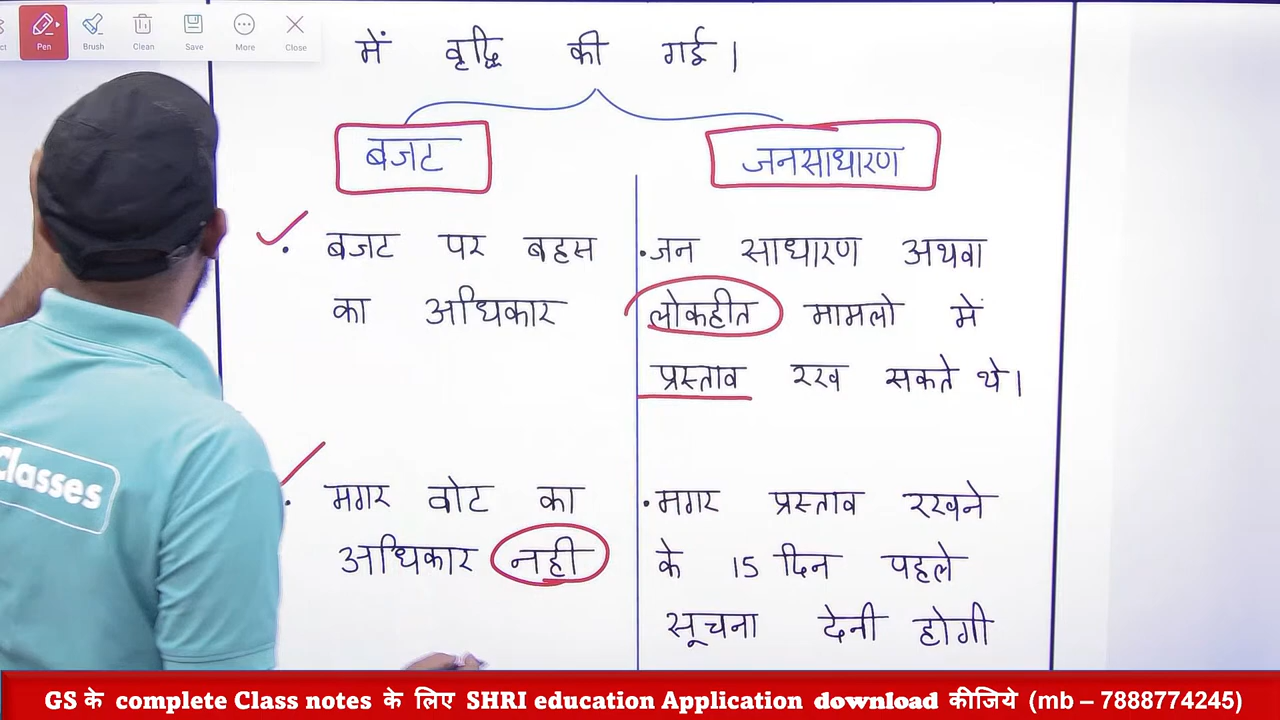 Pen
Brush
Clean
Save
More
Close
में वृद्धि की गई।
बजट
जनसाधारण
• बजट पर बहस
का अधिकार
• मगर वोट का
अधिकार नही
• जन साधारण अथवा
लोकहीत मामलो में
प्रस्ताव रख सकते थे।
• मगर प्रस्ताव रखने
के 15 दिन पहले
सूचना देनी होगी
Classes
GS के complete Class notes के लिए SHRI education Application download कीजिये (mb – 7888774245)